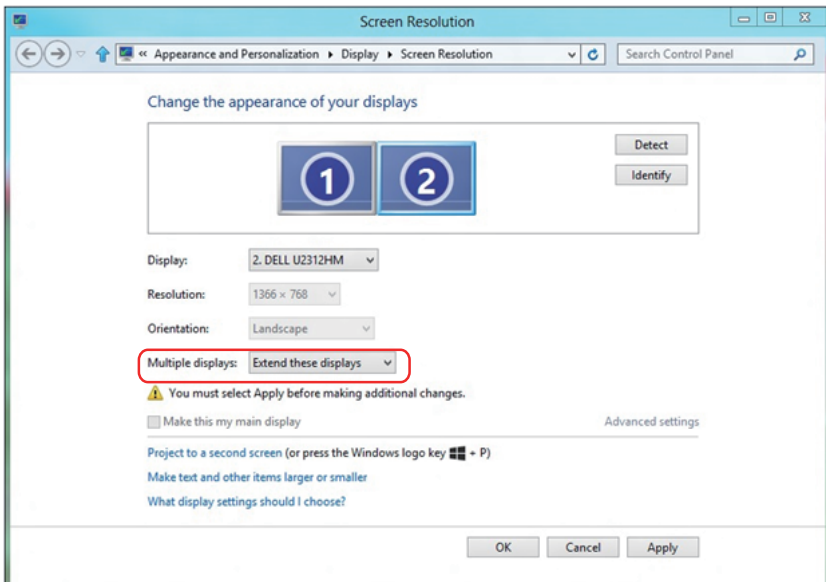 Screen Resolution
« Appearance and Personalization ▸ Display ▸ Screen Resolution Search Control Panel
Change the appearance of your displays
1 2
Detect
Identify
Display: 2. DELL U2312HM
Resolution: 1366 × 768
Orientation: Landscape
Multiple displays: Extend these displays
You must select Apply before making additional changes.
Make this my main display Advanced settings
Project to a second screen (or press the Windows logo key + P)
Make text and other items larger or smaller
What display settings should I choose?
OK Cancel Apply